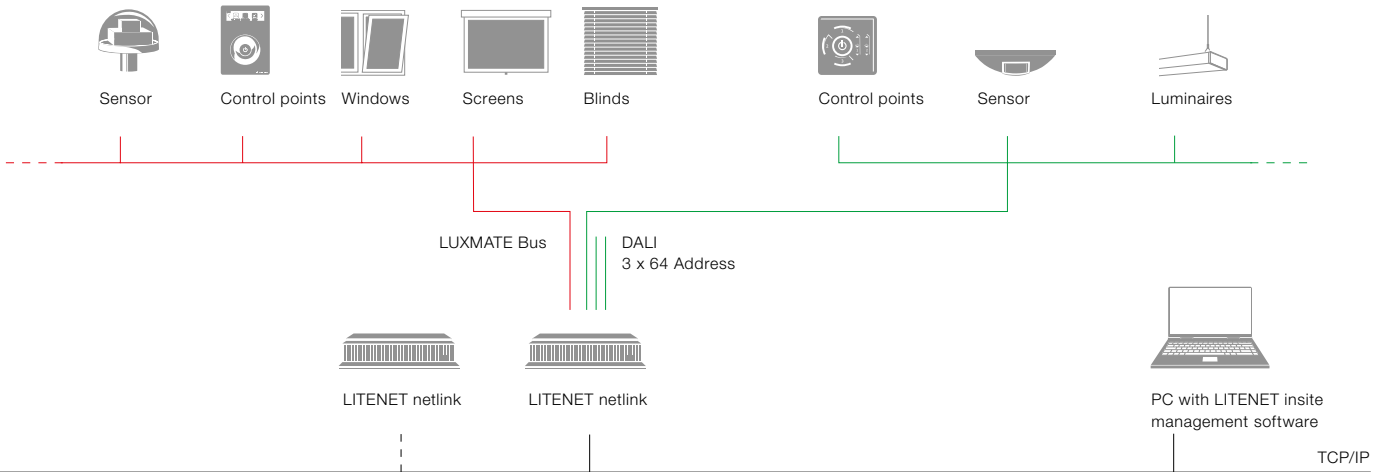 Sensor
Control points
Windows
Screens
Blinds
Control points
Sensor
Luminaires
LUXMATE Bus
DALI
3 x 64 Address
LITENET netlink
LITENET netlink
PC with LITENET insite
management software
TCP/IP